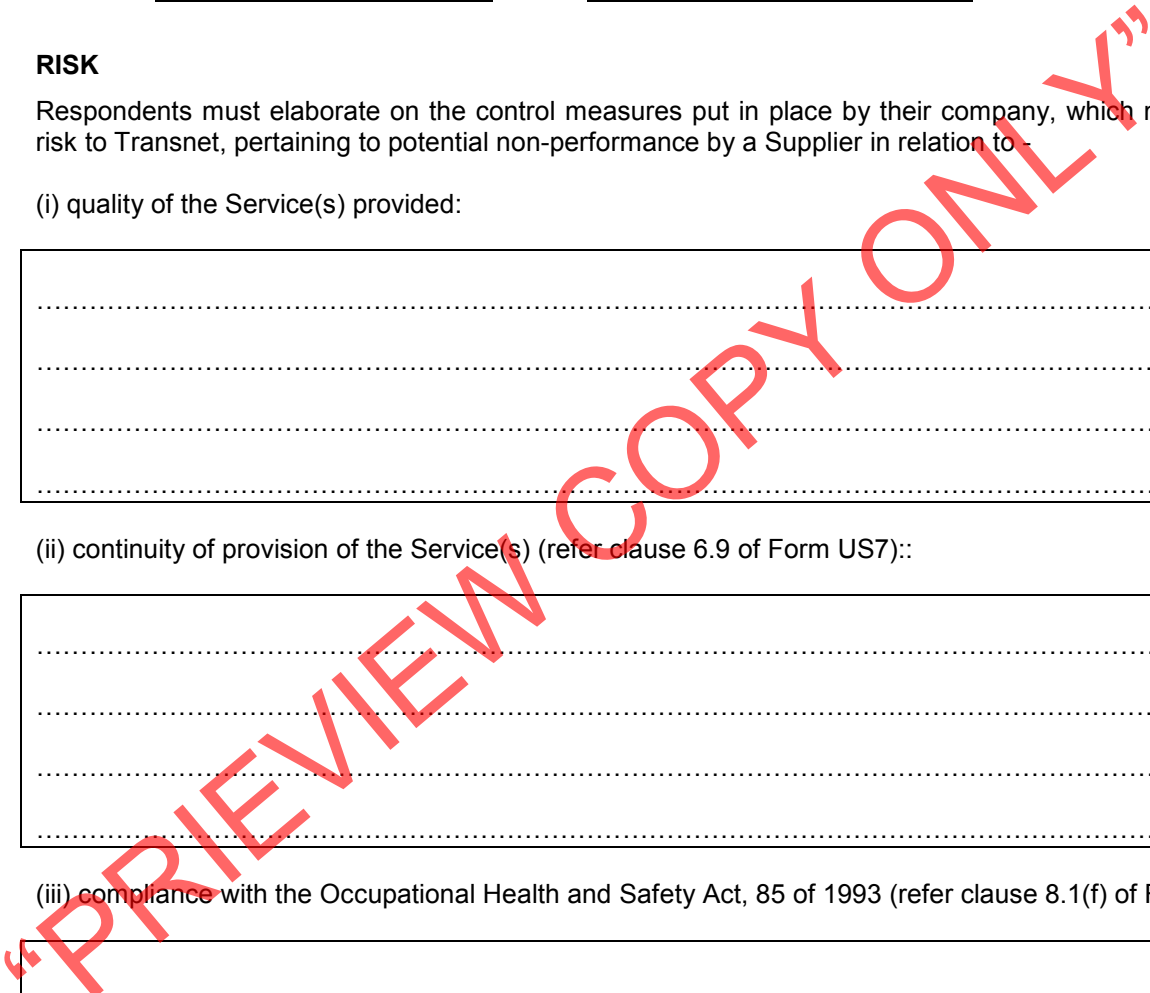 RISK
Respondents must elaborate on the control measures put in place by their company, which
risk to Transnet, pertaining to potential non-performance by a Supplier in relation to -
(i) quality of the Service(s) provided:
……………………………………………………………………………………………………………
……………………………………………………………………………………………………………
……………………………………………………………………………………………………………
……………………………………………………………………………………………………………
(ii) continuity of provision of the Service(s) (refer clause 6.9 of Form US7)::
……………………………………………………………………………………………………………
……………………………………………………………………………………………………………
……………………………………………………………………………………………………………
……………………………………………………………………………………………………………
(iii) compliance with the Occupational Health and Safety Act, 85 of 1993 (refer clause 8.1(f) of
“PRIEVIEW COPY ONLY”